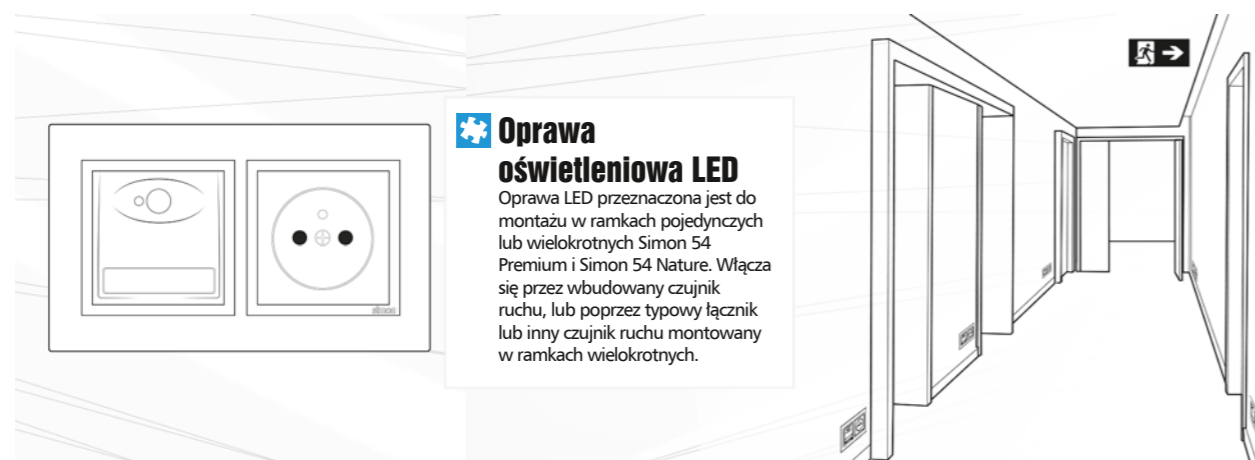 Oprawa
oświetleniowa LED
Oprawa LED przeznaczona jest do
montażu w ramkach pojedynczych
lub wielokrotnych Simon 54
Premium i Simon 54 Nature. Włącza
się przez wbudowany czujnik
ruchu, lub poprzez typowy łącznik
lub inny czujnik ruchu montowany
w ramkach wielokrotnych.
simon